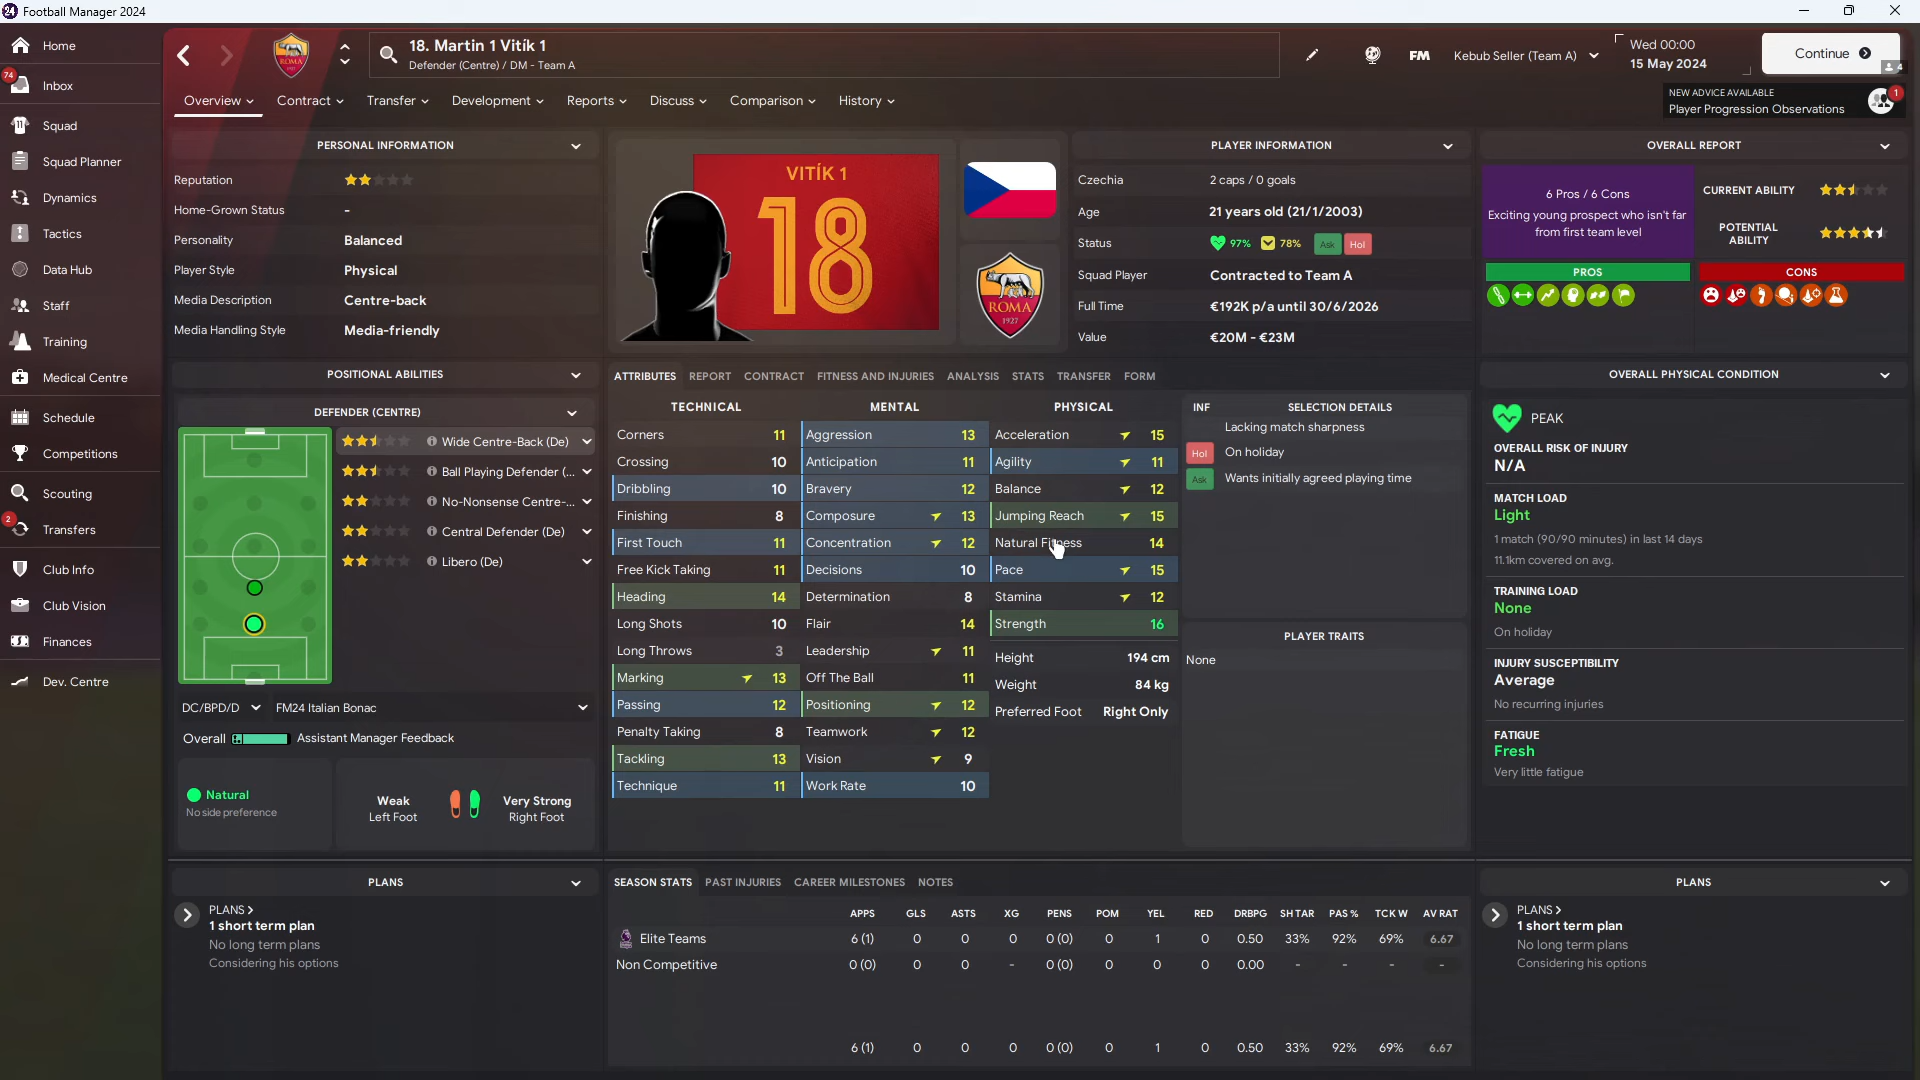 24 Football Manager 2024
Home
74
Inbox
11
Squad
Squad Planner
Dynamics
Tactics
Data Hub
Staff
Training
Medical Centre
Schedule
Competitions
Scouting
2
Transfers
Club Info
Club Vision
Finances
Dev. Centre
ROMA
18. Martin 1 Vitík 1
Defender (Centre) / DM - Team A
FM
Kebub Seller (Team A)
Wed 00:00
15 May 2024
Continue
4
Overview
Contract
Transfer
Development
Reports
Discuss
Comparison
History
NEW ADVICE AVAILABLE
Player Progression Observations
1
PERSONAL INFORMATION
Reputation
Home-Grown Status -
Personality Balanced
Player Style Physical
Media Description Centre-back
Media Handling Style Media-friendly
VITÍK 1
18
ROMA
1927
PLAYER INFORMATION
Czechia 2 caps / 0 goals
Age 21 years old (21/1/2003)
Status 97% 78% Ask Hol
Squad Player Contracted to Team A
Full Time €192K p/a until 30/6/2026
Value €20M - €23M
OVERALL REPORT
6 Pros / 6 Cons
Exciting young prospect who isn't far
from first team level
CURRENT ABILITY
POTENTIAL
ABILITY
PROS
CONS
POSITIONAL ABILITIES
DEFENDER (CENTRE)
Wide Centre-Back (De)
Ball Playing Defender (...
No-Nonsense Centre-...
Central Defender (De)
Libero (De)
DC/BPD/D
FM24 Italian Bonac
Overall
Assistant Manager Feedback
Natural
No side preference
Weak
Left Foot
Very Strong
Right Foot
ATTRIBUTES REPORT CONTRACT FITNESS AND INJURIES ANALYSIS STATS TRANSFER FORM
TECHNICAL
Corners 11
Crossing 10
Dribbling 10
Finishing 8
First Touch 11
Free Kick Taking 11
Heading 14
Long Shots 10
Long Throws 3
Marking 13
Passing 12
Penalty Taking 8
Tackling 13
Technique 11
MENTAL
Aggression 13
Anticipation 11
Bravery 12
Composure 13
Concentration 12
Decisions 10
Determination 8
Flair 14
Leadership 11
Off The Ball 11
Positioning 12
Teamwork 12
Vision 9
Work Rate 10
PHYSICAL
Acceleration 15
Agility 11
Balance 12
Jumping Reach 15
Natural Fitness 14
Pace 15
Stamina 12
Strength 16
Height 194 cm
Weight 84 kg
Preferred Foot Right Only
INF SELECTION DETAILS
Lacking match sharpness
Hol On holiday
Ask Wants initially agreed playing time
PLAYER TRAITS
None
OVERALL PHYSICAL CONDITION
PEAK
OVERALL RISK OF INJURY
N/A
MATCH LOAD
Light
1 match (90/90 minutes) in last 14 days
11.1km covered on avg.
TRAINING LOAD
None
On holiday
INJURY SUSCEPTIBILITY
Average
No recurring injuries
FATIGUE
Fresh
Very little fatigue
PLANS
PLANS
1 short term plan
No long term plans
Considering his options
SEASON STATS PAST INJURIES CAREER MILESTONES NOTES
APPS GLS ASTS XG PENS POM YEL RED DRBPG SH TAR PAS % TCK W AV RAT
Elite Teams 6 (1) 0 0 0 0 (0) 0 1 0 0.50 33% 92% 69% 6.67
Non Competitive 0 (0) 0 0 - 0 (0) 0 0 0 0.00 - - - -
6 (1) 0 0 0 0 (0) 0 1 0 0.50 33% 92% 69% 6.67
PLANS
PLANS
1 short term plan
No long term plans
Considering his options